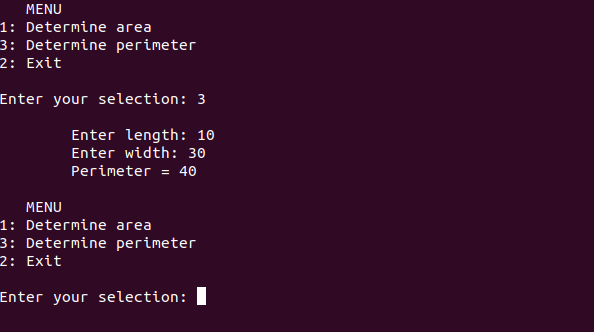 MENU
1: Determine area
3: Determine perimeter
2: Exit
Enter your selection: 3
Enter length: 10
Enter width: 30
Perimeter = 40
MENU
1: Determine area
3: Determine perimeter
2: Exit
Enter your selection: